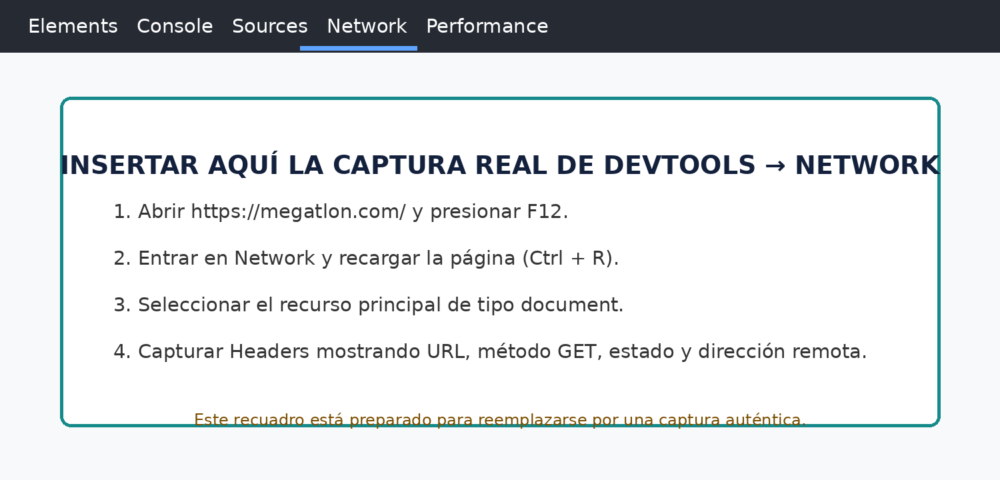 Elements Console Sources Network Performance
INSERTAR AQUÍ LA CAPTURA REAL DE DEVTOOLS → NETWORK
1. Abrir https://megatlon.com/ y presionar F12.
2. Entrar en Network y recargar la página (Ctrl + R).
3. Seleccionar el recurso principal de tipo document.
4. Capturar Headers mostrando URL, método GET, estado y dirección remota.
Este recuadro está preparado para reemplazarse por una captura auténtica.